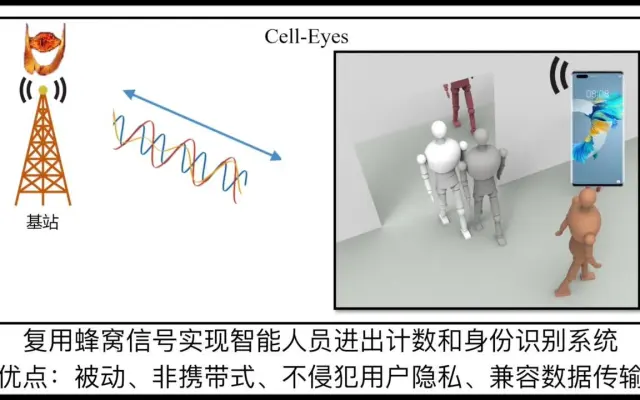 Cell-Eyes
08:08
基站
复用蜂窝信号实现智能人员进出计数和身份识别系统
优点：被动、非携带式、不侵犯用户隐私、兼容数据传输